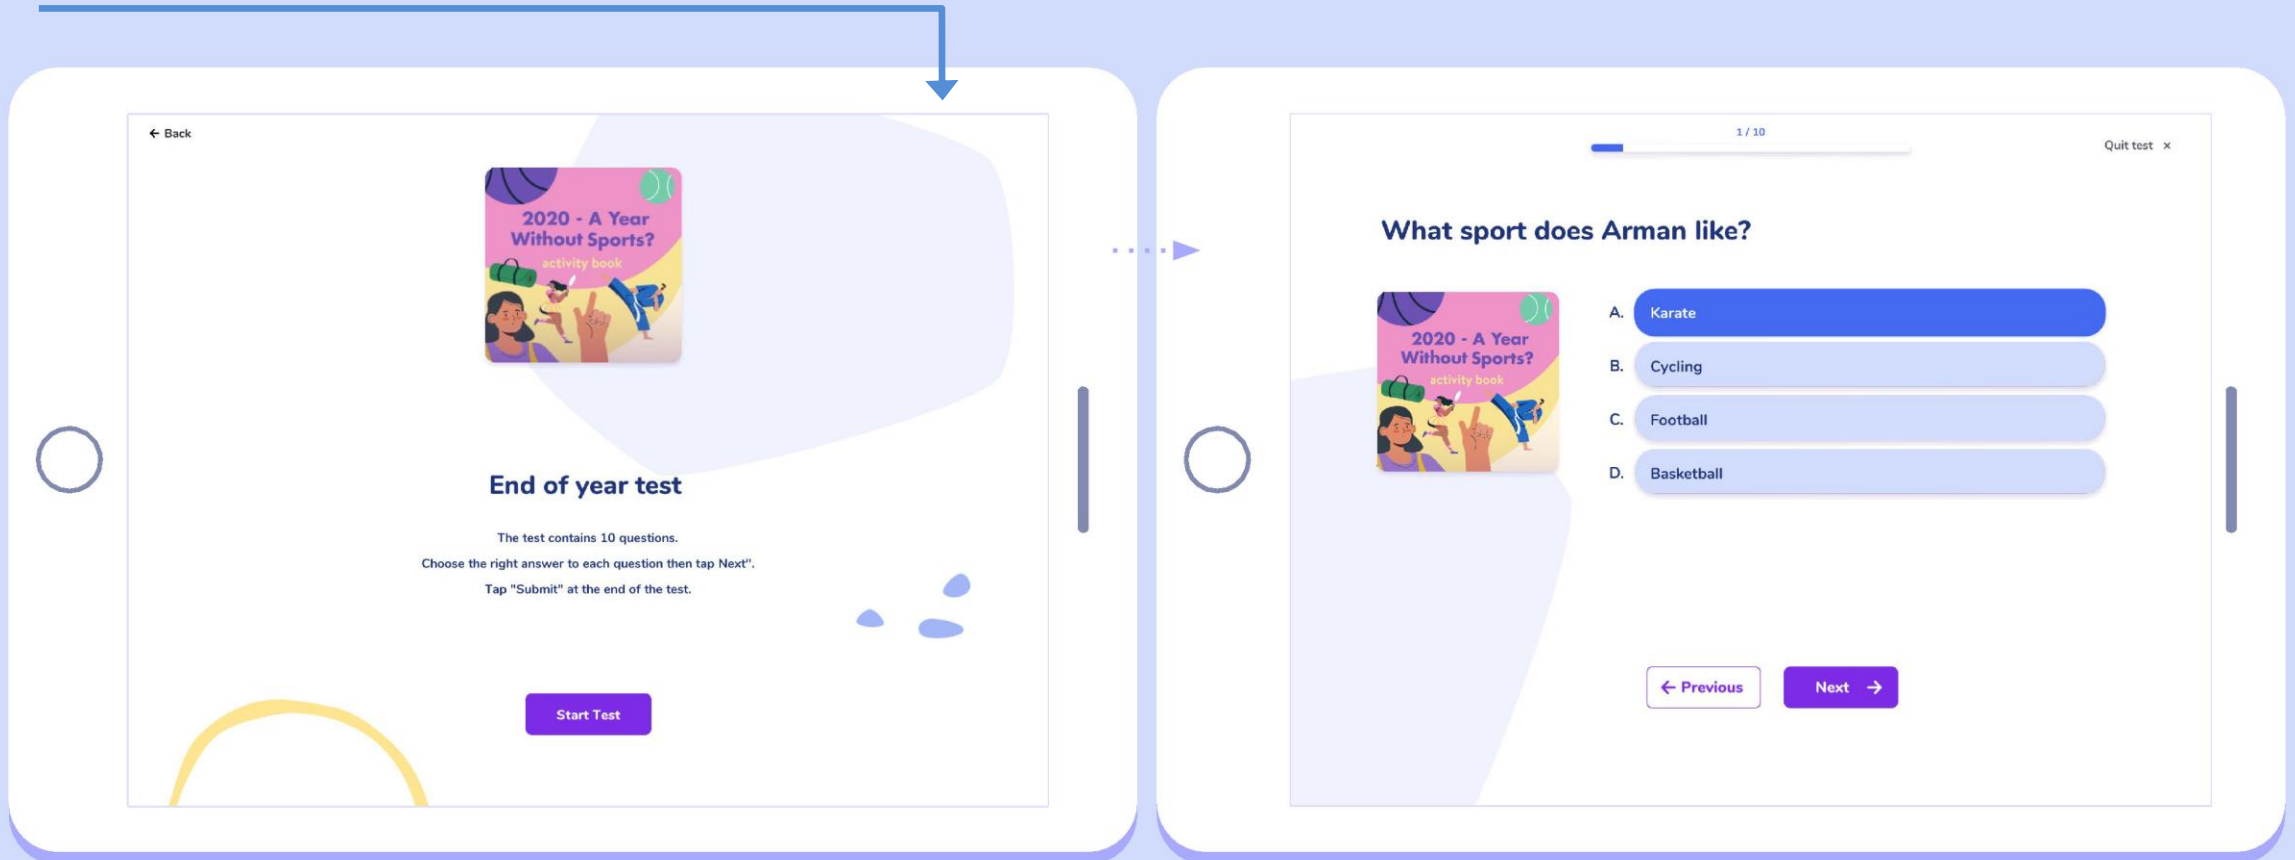 ← Back
2020 - A Year
Without Sports?
activity book
End of year test
The test contains 10 questions.
Choose the right answer to each question then tap Next".
Tap "Submit" at the end of the test.
Start Test
1 / 10
Quit test ×
What sport does Arman like?
2020 - A Year
Without Sports?
activity book
A. Karate
B. Cycling
C. Football
D. Basketball
← Previous
Next →